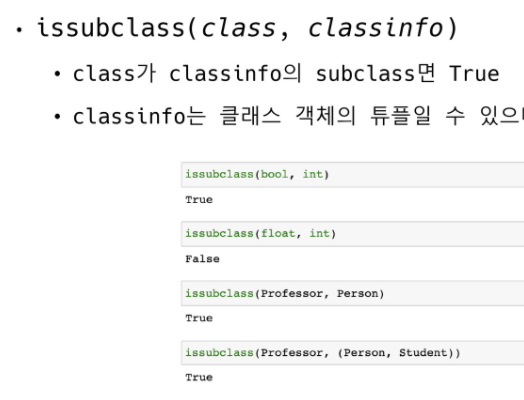 • issubclass(class, classinfo)
• class가 classinfo의 subclass면 True
• classinfo는 클래스 객체의 튜플일 수
issubclass(bool, int)
True
issubclass(float, int)
False
issubclass(Professor, Person)
True
issubclass(Professor, (Person, Student))
True